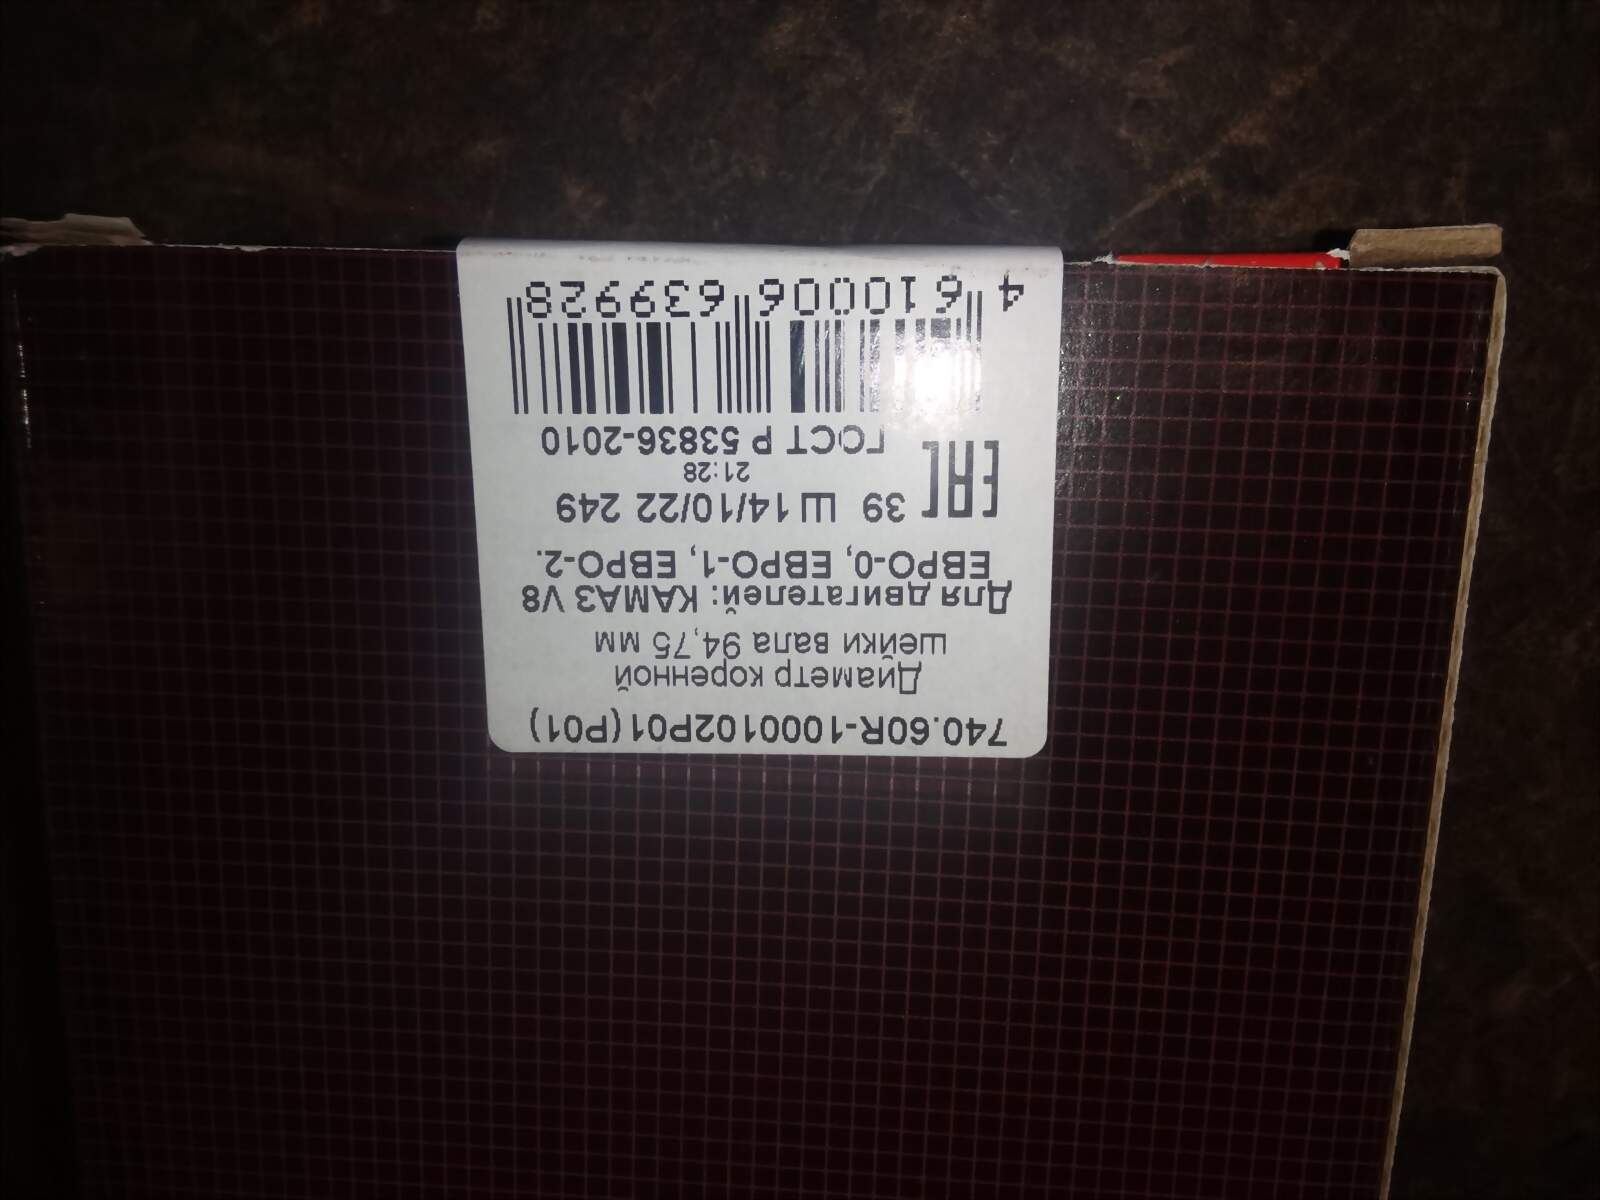 740.60R-1000102P01(P01)
Диаметр коренной
шейки вала 94,75 мм
Для двигателей: КАМАЗ V8
ЕВРО-0, ЕВРО-1, ЕВРО-2.
EAC 39 Ш 14/10/22 249
21:28
ГОСТ Р 53836-2010
4 610006 639928